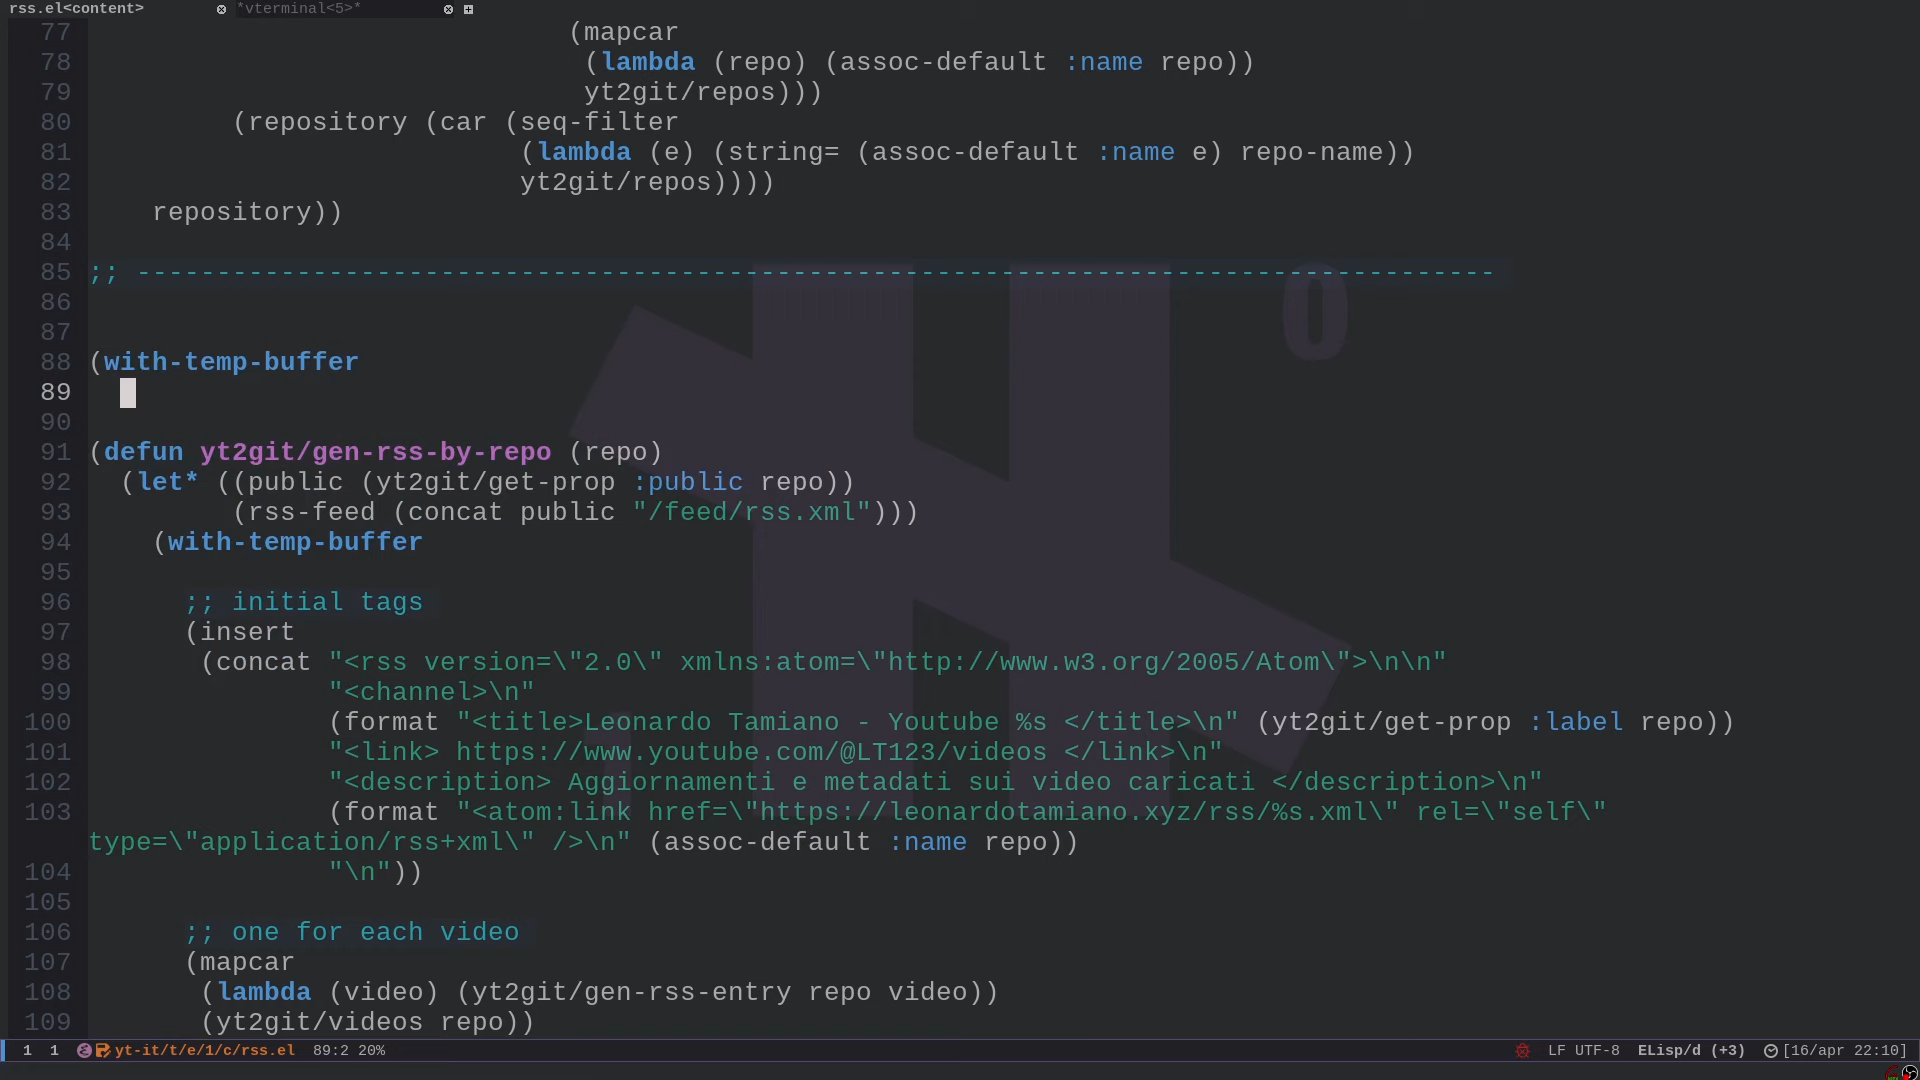 rss.el<content> *vterminal<5>*
77 (mapcar
78 (lambda (repo) (assoc-default :name repo))
79 yt2git/repos)))
80 (repository (car (seq-filter
81 (lambda (e) (string= (assoc-default :name e) repo-name))
82 yt2git/repos))))
83 repository))
84
85 ;; -------------------------------------------------------------------------------------
86
87
88 (with-temp-buffer
89
90
91 (defun yt2git/gen-rss-by-repo (repo)
92 (let* ((public (yt2git/get-prop :public repo))
93 (rss-feed (concat public "/feed/rss.xml")))
94 (with-temp-buffer
95
96 ;; initial tags
97 (insert
98 (concat "<rss version=\"2.0\" xmlns:atom=\"http://www.w3.org/2005/Atom\">\n\n"
99 "<channel>\n"
100 (format "<title>Leonardo Tamiano - Youtube %s </title>\n" (yt2git/get-prop :label repo))
101 "<link> https://www.youtube.com/@LT123/videos </link>\n"
102 "<description> Aggiornamenti e metadati sui video caricati </description>\n"
103 (format "<atom:link href=\"https://leonardotamiano.xyz/rss/%s.xml\" rel=\"self\"
type=\"application/rss+xml\" />\n" (assoc-default :name repo))
104 "\n"))
105
106 ;; one for each video
107 (mapcar
108 (lambda (video) (yt2git/gen-rss-entry repo video))
109 (yt2git/videos repo))
1 1 yt-it/t/e/1/c/rss.el 89:2 20% LF UTF-8 ELisp/d (+3) [16/apr 22:10]